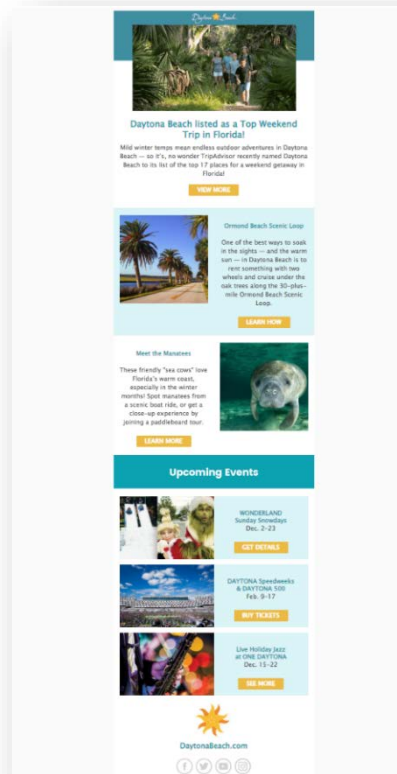 Daytona Beach
Daytona Beach listed as a Top Weekend
Trip in Florida!
Mild winter temps mean endless outdoor adventures in Daytona
Beach — so it's, no wonder TripAdvisor recently named Daytona
Beach to its list of the top 17 places for a weekend getaway in
Florida!
VIEW MORE
Ormond Beach Scenic Loop
One of the best ways to soak
in the sights — and the warm
sun — in Daytona Beach is to
rent something with two
wheels and cruise under the
oak trees along the 30-plus-
mile Ormond Beach Scenic
Loop.
LEARN HOW
Meet the Manatees
These friendly "sea cows" love
Florida's warm coast,
especially in the winter
months! Spot manatees from
a scenic boat ride, or get a
close-up experience by
joining a paddleboard tour.
LEARN MORE
Upcoming Events
WONDERLAND
Sunday Snowdays
Dec. 2-23
GET DETAILS
DAYTONA Speedweeks
& DAYTONA 500
Feb. 9-17
BUY TICKETS
Live Holiday Jazz
at ONE DAYTONA
Dec. 15-22
SEE MORE
DaytonaBeach.com